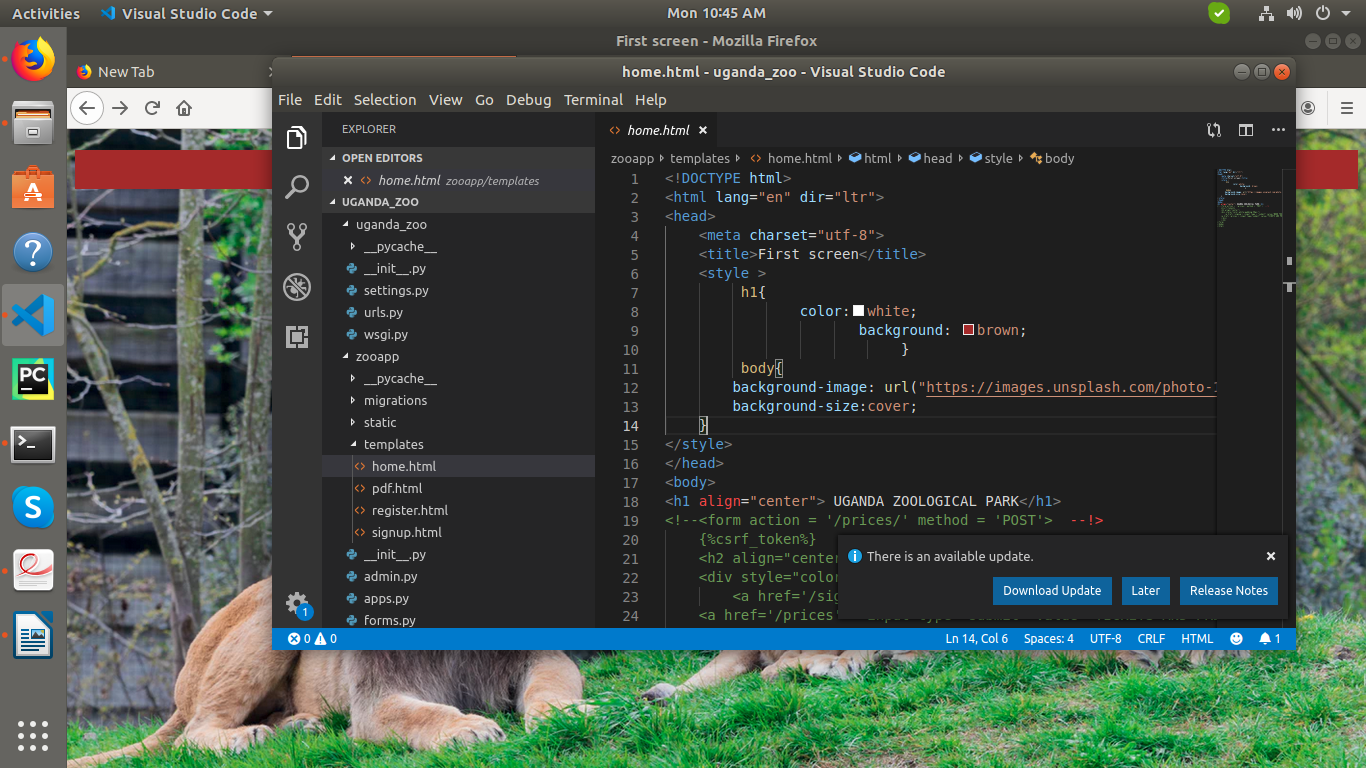 Activities
Visual Studio Code
Mon 10:45 AM
First screen - Mozilla Firefox
New Tab
home.html - uganda_zoo - Visual Studio Code
File Edit Selection View Go Debug Terminal Help
EXPLORER
OPEN EDITORS
home.html zooapp/templates
UGANDA_ZOO
uganda_zoo
__pycache__
__init__.py
settings.py
urls.py
wsgi.py
zooapp
__pycache__
migrations
static
templates
home.html
pdf.html
register.html
signup.html
__init__.py
admin.py
apps.py
forms.py
1
home.html
zooapp templates home.html html head style body
1 <!DOCTYPE html>
2 <html lang="en" dir="ltr">
3 <head>
4 <meta charset="utf-8">
5 <title>First screen</title>
6 <style >
7 h1{
8 color: white;
9 background: brown;
10 }
11 body{
12 background-image: url("https://images.unsplash.com/photo-
13 background-size:cover;
14 }
15 </style>
16 </head>
17 <body>
18 <h1 align="center"> UGANDA ZOOLOGICAL PARK</h1>
19 <!--<form action = '/prices/' method = 'POST'> --!>
20 {%csrf_token%}
21 <h2 align="center
22 <div style="color
23 <a href='/sig
24 <a href='/prices'
There is an available update.
Download Update
Later
Release Notes
0 0
Ln 14, Col 6
Spaces: 4
UTF-8
CRLF
HTML
1